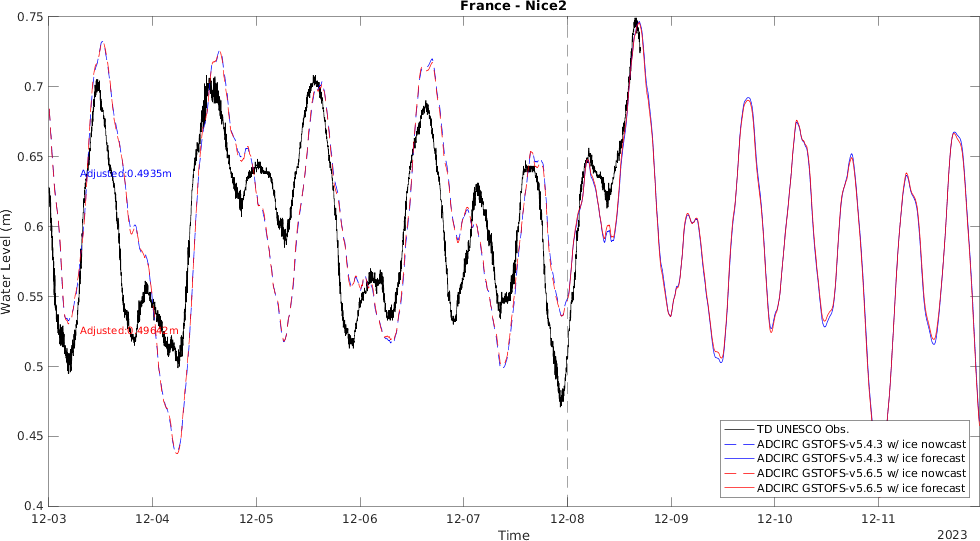 France - Nice2
0.75
0.7
0.65
0.6
0.55
0.5
0.45
0.4
Water Level (m)
Adjusted:0.4935m
Adjusted:0.49642m
TD UNESCO Obs.
ADCIRC GSTOFS-v5.4.3 w/ ice nowcast
ADCIRC GSTOFS-v5.4.3 w/ ice forecast
ADCIRC GSTOFS-v5.6.5 w/ ice nowcast
ADCIRC GSTOFS-v5.6.5 w/ ice forecast
12-03 12-04 12-05 12-06 12-07 12-08 12-09 12-10 12-11
Time
2023